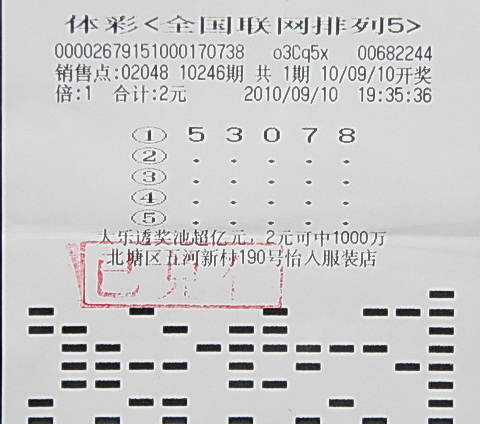 体彩<全国联网排列5>
00002679151000170738 o3Cq5x 00682244
销售点:02048 10246期 共1期 10/09/10开奖
倍:1 合计:2元 2010/09/10 19:35:36
① 5 3 0 7 8
② . . . . .
③ . . . . .
④ . . . . .
⑤ . . . . .
大乐透奖池超亿元，2元可中1000万
北塘区五河新村190号怡人服装店
已兑